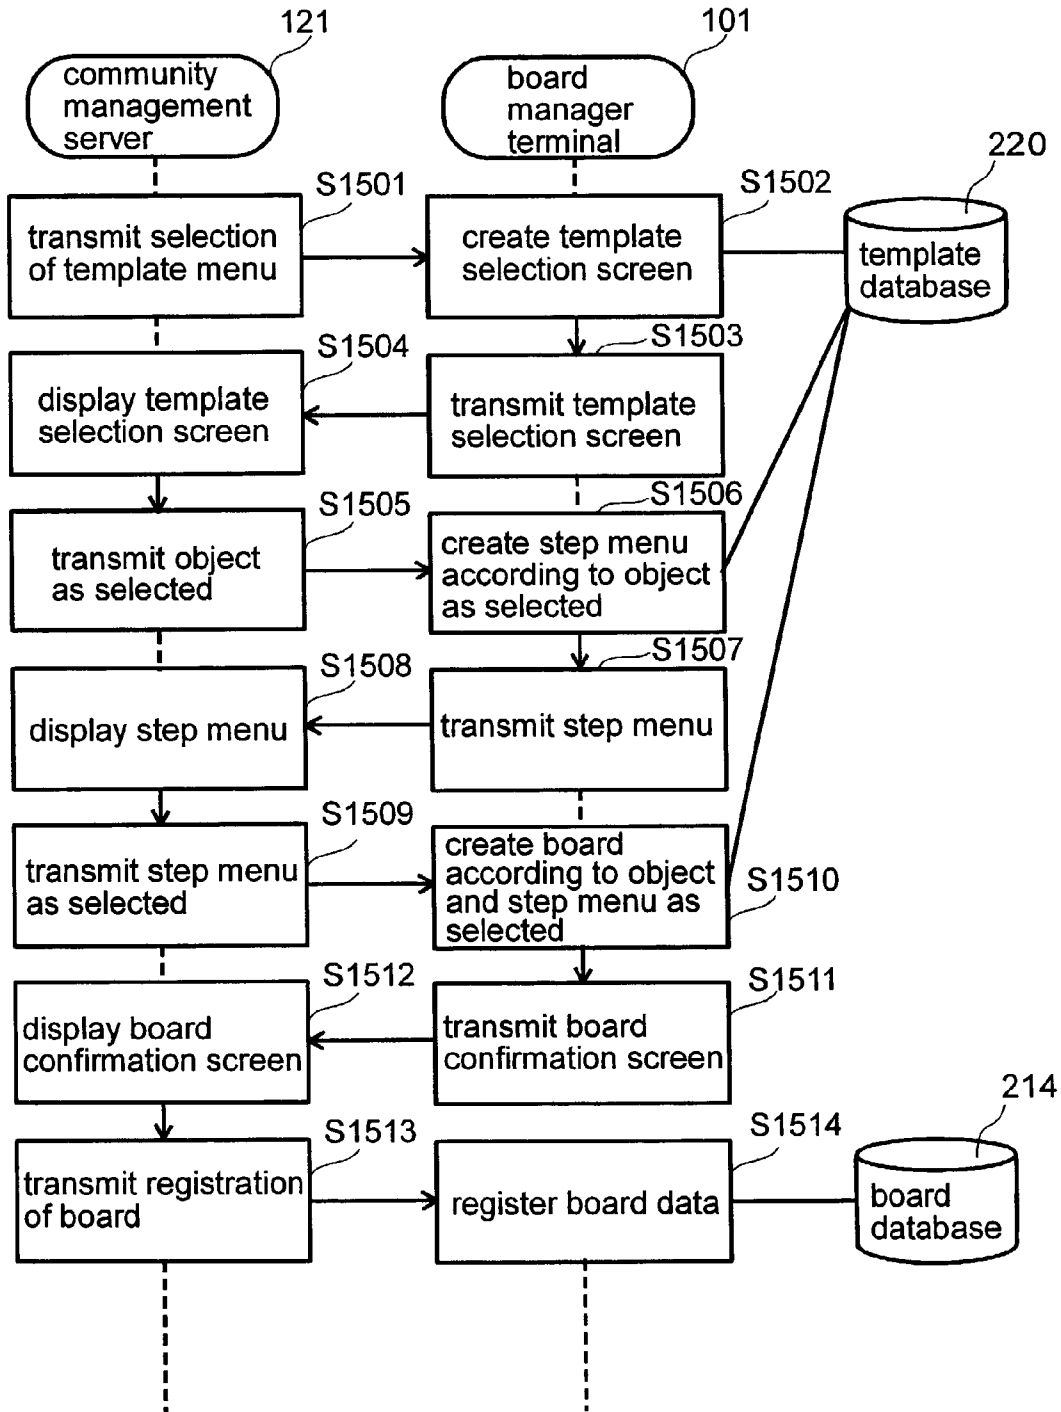 121
101
community
management
server
board
manager
terminal
220
S1501
S1502
transmit selection
of template menu
create template
selection screen
template
database
S1504
S1503
display template
selection screen
transmit template
selection screen
S1505
S1506
transmit object
as selected
create step menu
according to object
as selected
S1508
S1507
display step menu
transmit step menu
S1509
transmit step menu
as selected
create board
according to object
and step menu as
selected
S1510
S1512
S1511
display board
confirmation screen
transmit board
confirmation screen
214
S1513
S1514
transmit registration
of board
register board data
board
database